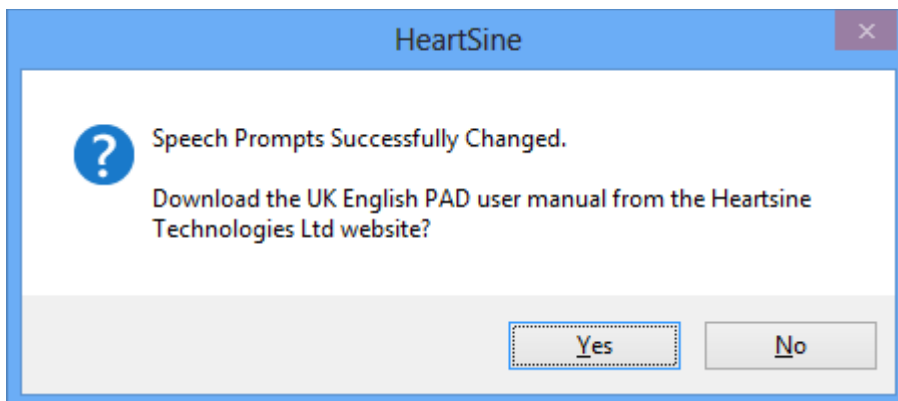 HeartSine
Speech Prompts Successfully Changed.
Download the UK English PAD user manual from the Heartsine
Technologies Ltd website?
Yes
No